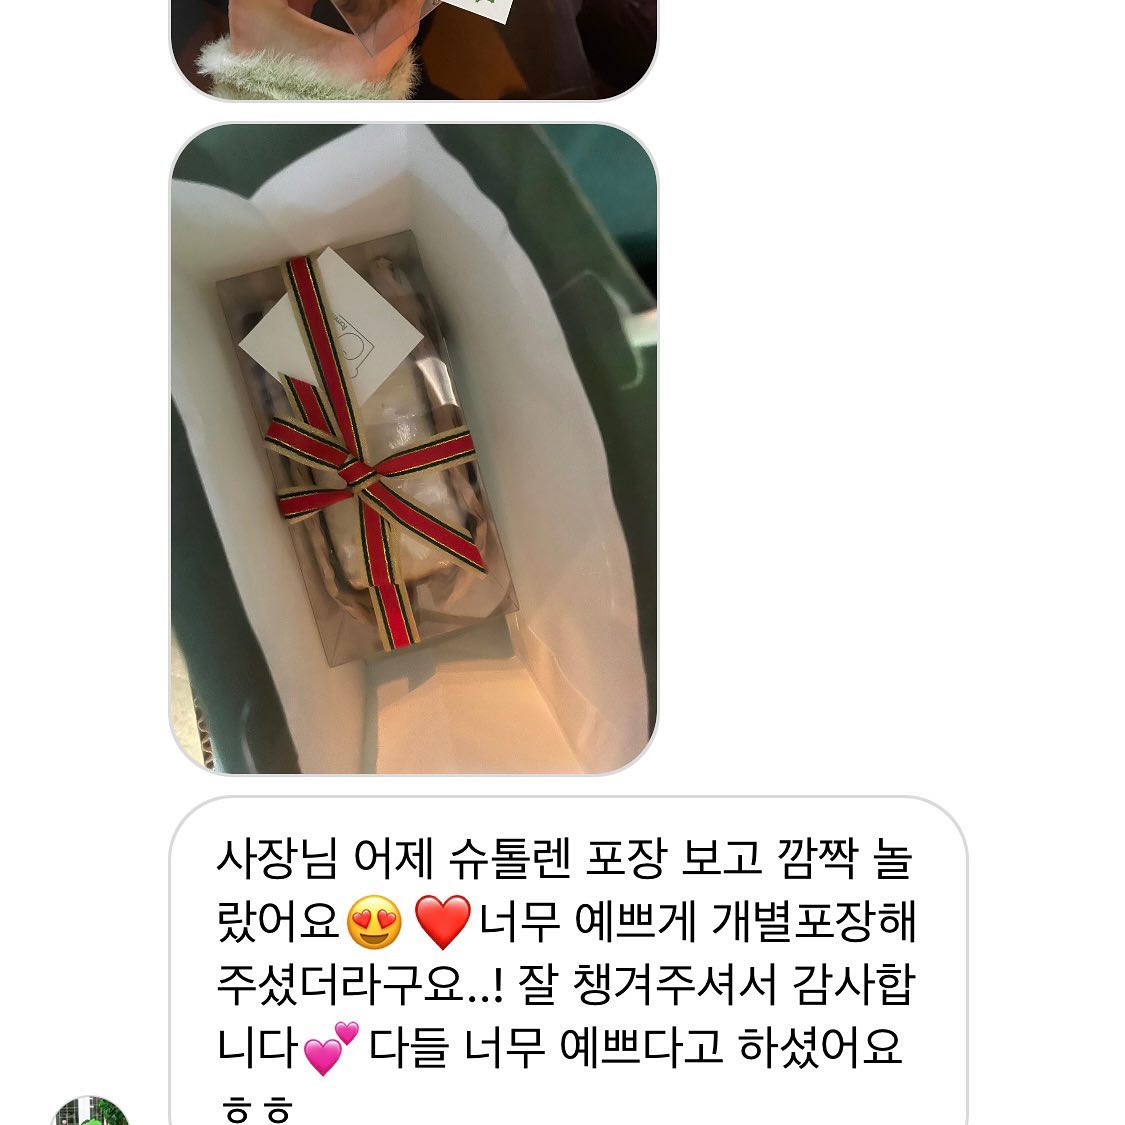 사장님 어제 슈톨렌 포장 보고 깜짝 놀
랐어요😍❤️너무 예쁘게 개별포장해
주셨더라구요..! 잘 챙겨주셔서 감사합
니다💕 다들 너무 예쁘다고 하셨어요
ㅎㅎ